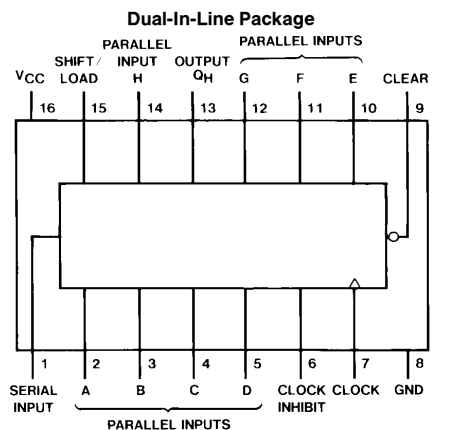 Dual-In-Line Package
PARALLEL PARALLEL INPUTS
SHIFT/ INPUT OUTPUT
VCC LOAD H QH G F E CLEAR
16 15 14 13 12 11 10 9
1 2 3 4 5 6 7 8
SERIAL A B C D CLOCK CLOCK GND
INPUT INHIBIT
PARALLEL INPUTS